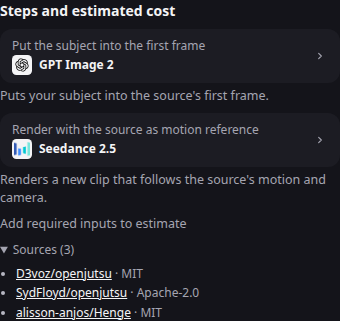 Steps and estimated cost
Put the subject into the first frame
GPT Image 2
Puts your subject into the source's first frame.
Render with the source as motion reference
Seedance 2.5
Renders a new clip that follows the source's motion and
camera.
Add required inputs to estimate
▼ Sources (3)
• D3voz/openjutsu · MIT
• SydFloyd/openjutsu · Apache-2.0
• alisson-anjos/Henge · MIT